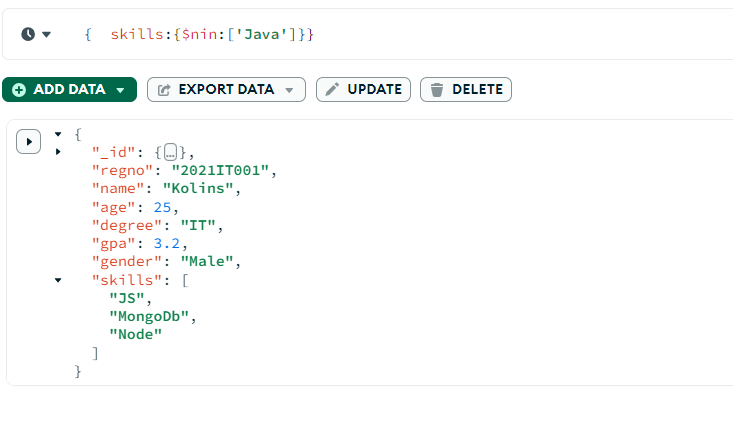 {  skills:{$nin:['Java']}}
ADD DATA EXPORT DATA UPDATE DELETE
{
"_id": {…},
"regno": "2021IT001",
"name": "Kolins",
"age": 25,
"degree": "IT",
"gpa": 3.2,
"gender": "Male",
"skills": [
"JS",
"MongoDb",
"Node"
]
}